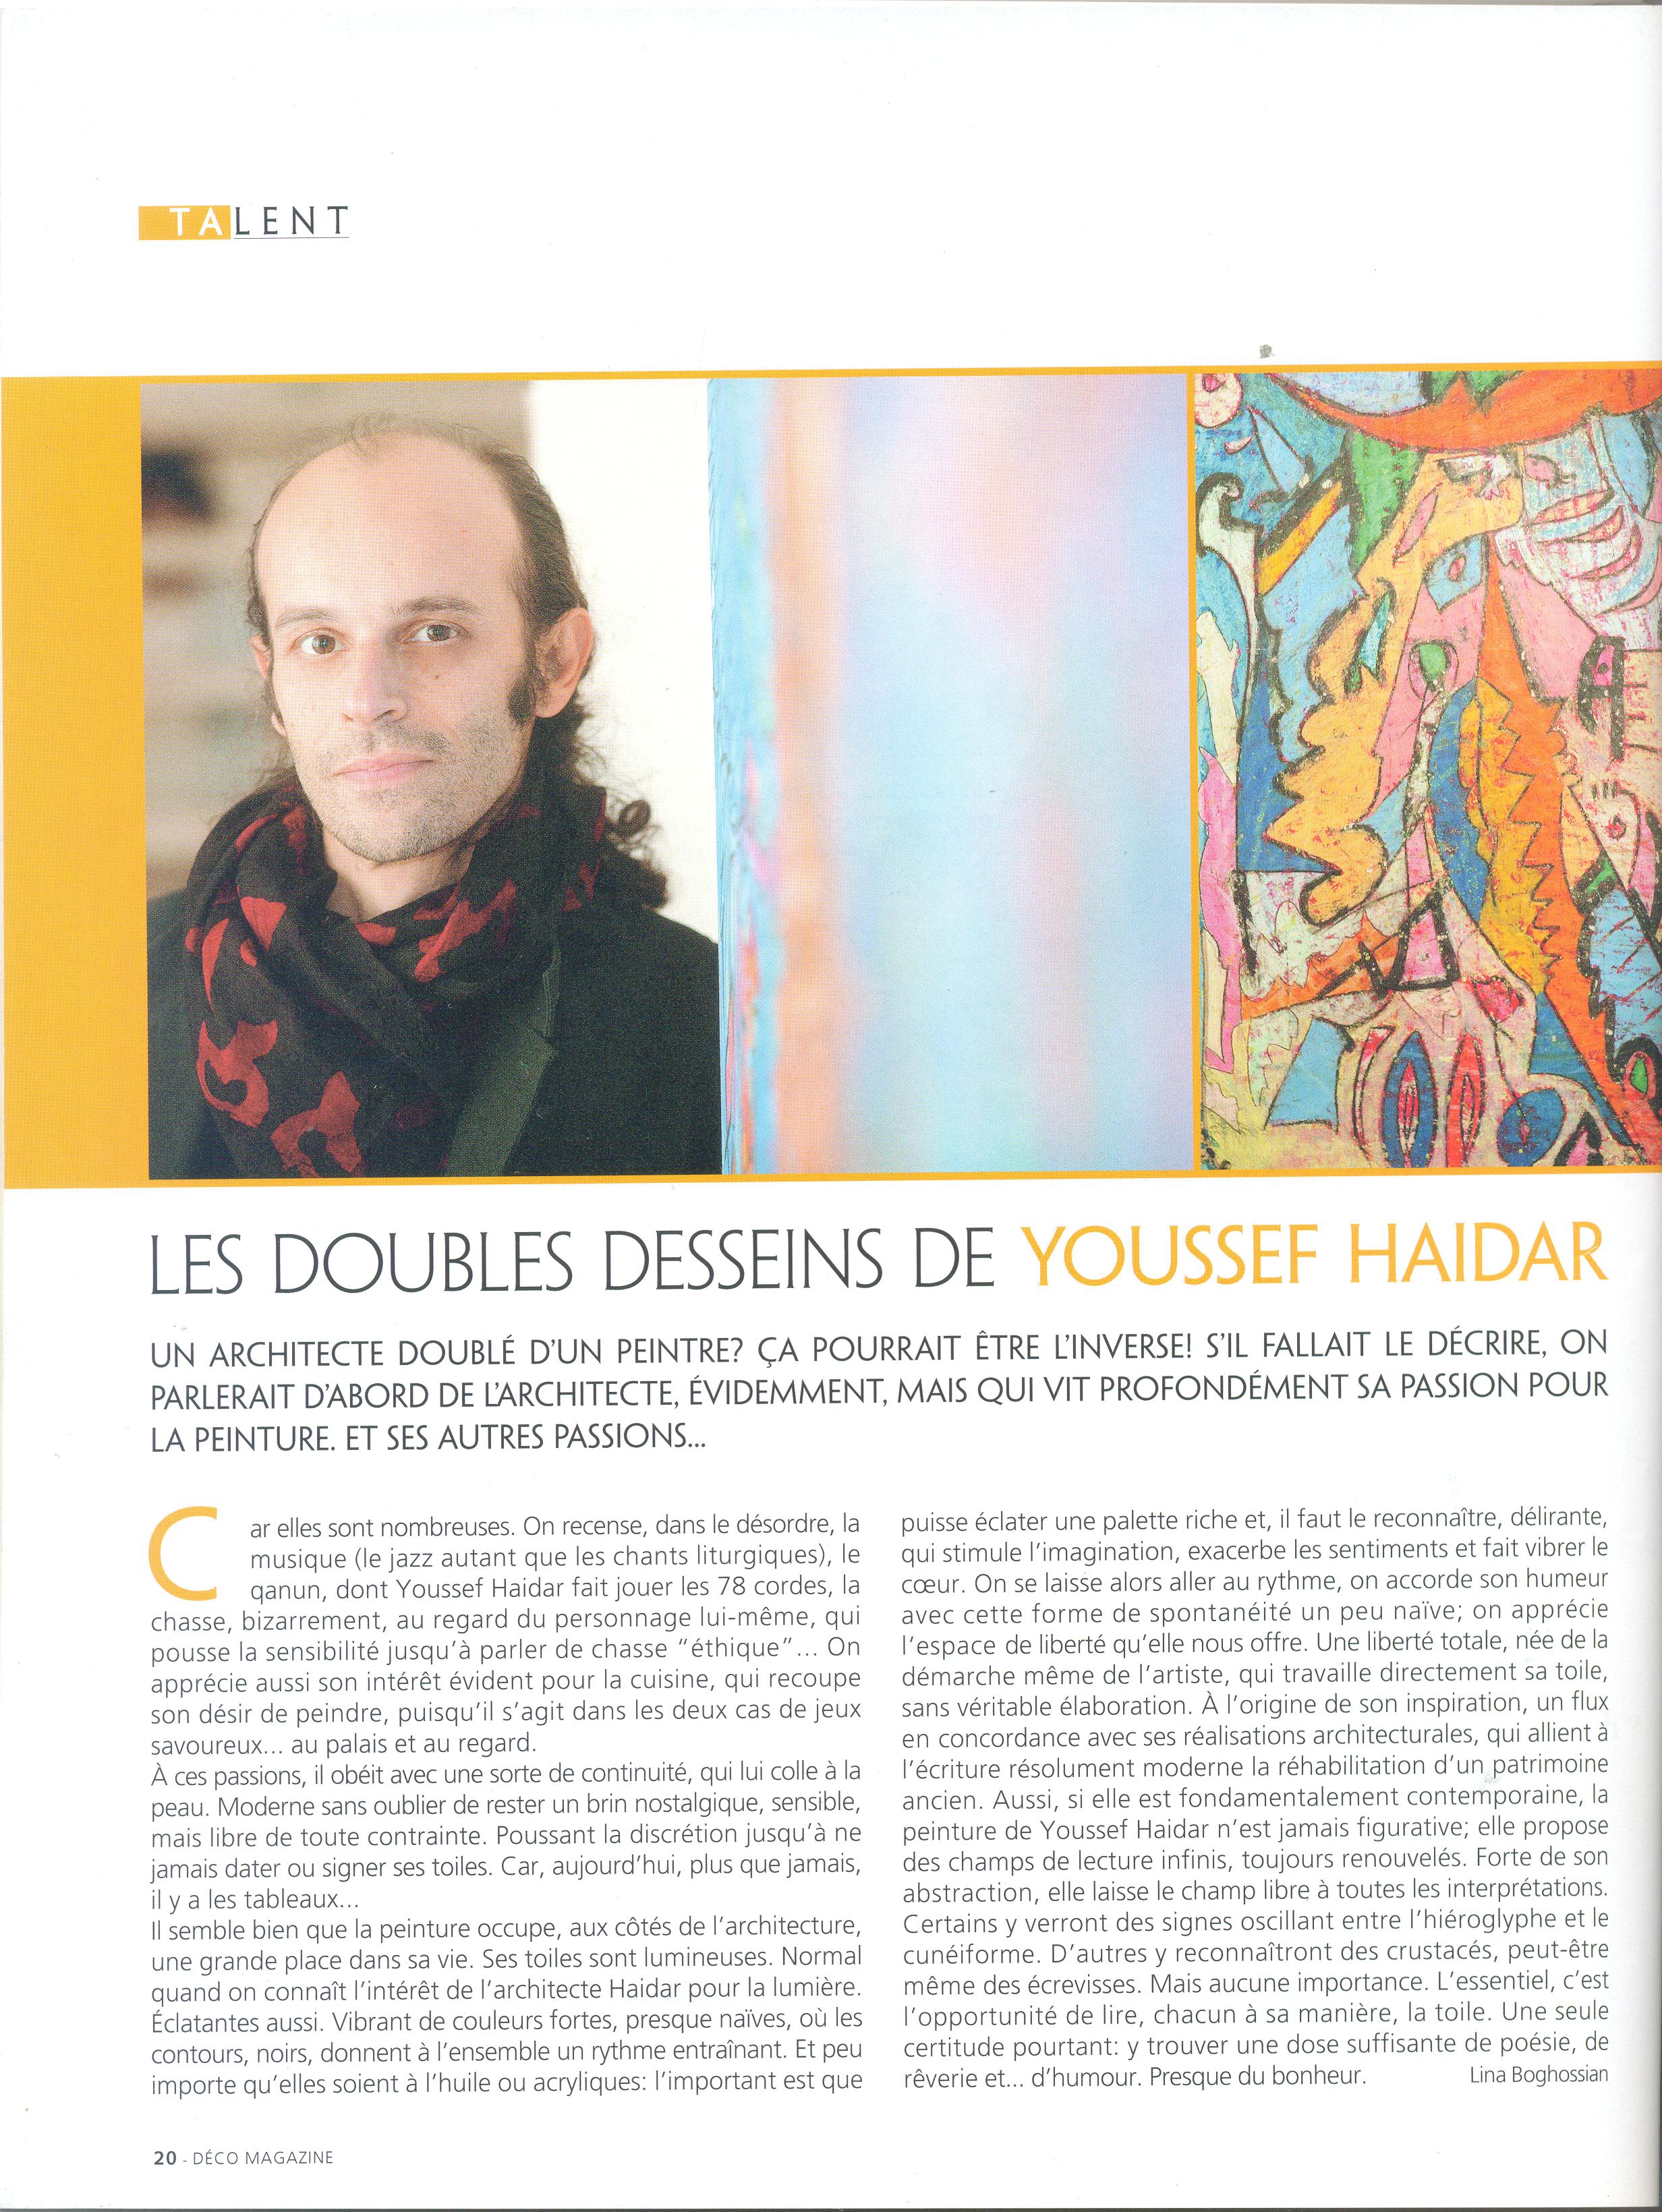 TALENT
LES DOUBLES DESSEINS DE YOUSSEF HAIDAR
UN ARCHITECTE DOUBLÉ D'UN PEINTRE? ÇA POURRAIT ÊTRE L'INVERSE! S'IL FALLAIT LE DÉCRIRE, ON
PARLERAIT D'ABORD DE L'ARCHITECTE, ÉVIDEMMENT, MAIS QUI VIT PROFONDÉMENT SA PASSION POUR
LA PEINTURE. ET SES AUTRES PASSIONS...
Car elles sont nombreuses. On recense, dans le désordre, la
musique (le jazz autant que les chants liturgiques), le
qanun, dont Youssef Haidar fait jouer les 78 cordes, la
chasse, bizarrement, au regard du personnage lui-même, qui
pousse la sensibilité jusqu'à parler de chasse "éthique"... On
apprécie aussi son intérêt évident pour la cuisine, qui recoupe
son désir de peindre, puisqu'il s'agit dans les deux cas de jeux
savoureux... au palais et au regard.
À ces passions, il obéit avec une sorte de continuité, qui lui colle à la
peau. Moderne sans oublier de rester un brin nostalgique, sensible,
mais libre de toute contrainte. Poussant la discrétion jusqu'à ne
jamais dater ou signer ses toiles. Car, aujourd'hui, plus que jamais,
il y a les tableaux...
Il semble bien que la peinture occupe, aux côtés de l'architecture,
une grande place dans sa vie. Ses toiles sont lumineuses. Normal
quand on connaît l'intérêt de l'architecte Haidar pour la lumière.
Éclatantes aussi. Vibrant de couleurs fortes, presque naïves, où les
contours, noirs, donnent à l'ensemble un rythme entraînant. Et peu
importe qu'elles soient à l'huile ou acryliques: l'important est que
puisse éclater une palette riche et, il faut le reconnaître, délirante,
qui stimule l'imagination, exacerbe les sentiments et fait vibrer le
cœur. On se laisse alors aller au rythme, on accorde son humeur
avec cette forme de spontanéité un peu naïve; on apprécie
l'espace de liberté qu'elle nous offre. Une liberté totale, née de la
démarche même de l'artiste, qui travaille directement sa toile,
sans véritable élaboration. À l'origine de son inspiration, un flux
en concordance avec ses réalisations architecturales, qui allient à
l'écriture résolument moderne la réhabilitation d'un patrimoine
ancien. Aussi, si elle est fondamentalement contemporaine, la
peinture de Youssef Haidar n'est jamais figurative; elle propose
des champs de lecture infinis, toujours renouvelés. Forte de son
abstraction, elle laisse le champ libre à toutes les interprétations.
Certains y verront des signes oscillant entre l'hiéroglyphe et le
cunéiforme. D'autres y reconnaîtront des crustacés, peut-être
même des écrevisses. Mais aucune importance. L'essentiel, c'est
l'opportunité de lire, chacun à sa manière, la toile. Une seule
certitude pourtant: y trouver une dose suffisante de poésie, de
rêverie et... d'humour. Presque du bonheur. Lina Boghossian
20 - DÉCO MAGAZINE